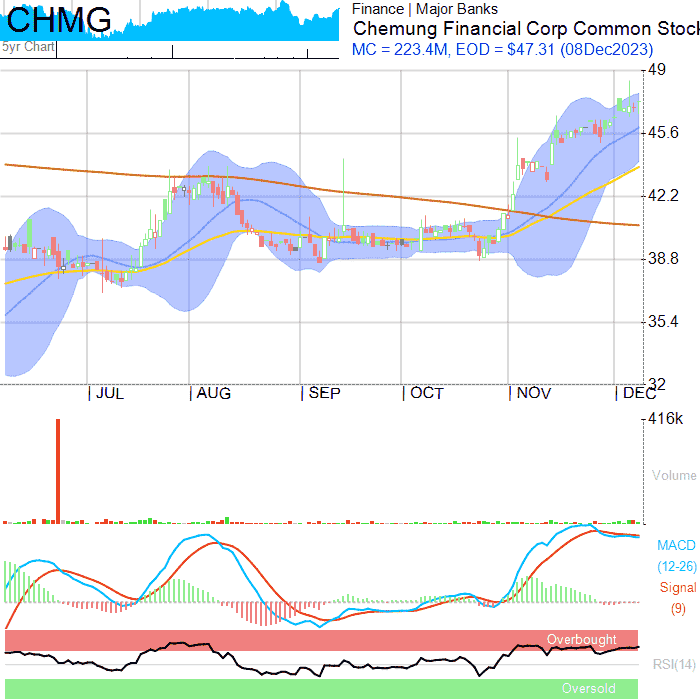 CHMG
5yr Chart
Finance | Major Banks
Chemung Financial Corp Common Stock
MC = 223.4M, EOD = $47.31 (08Dec2023)
49
45.6
42.2
38.8
35.4
32
JUL AUG SEP OCT NOV DEC
416k
Volume
MACD
(12-26)
Signal
(9)
Overbought
RSI(14)
Oversold